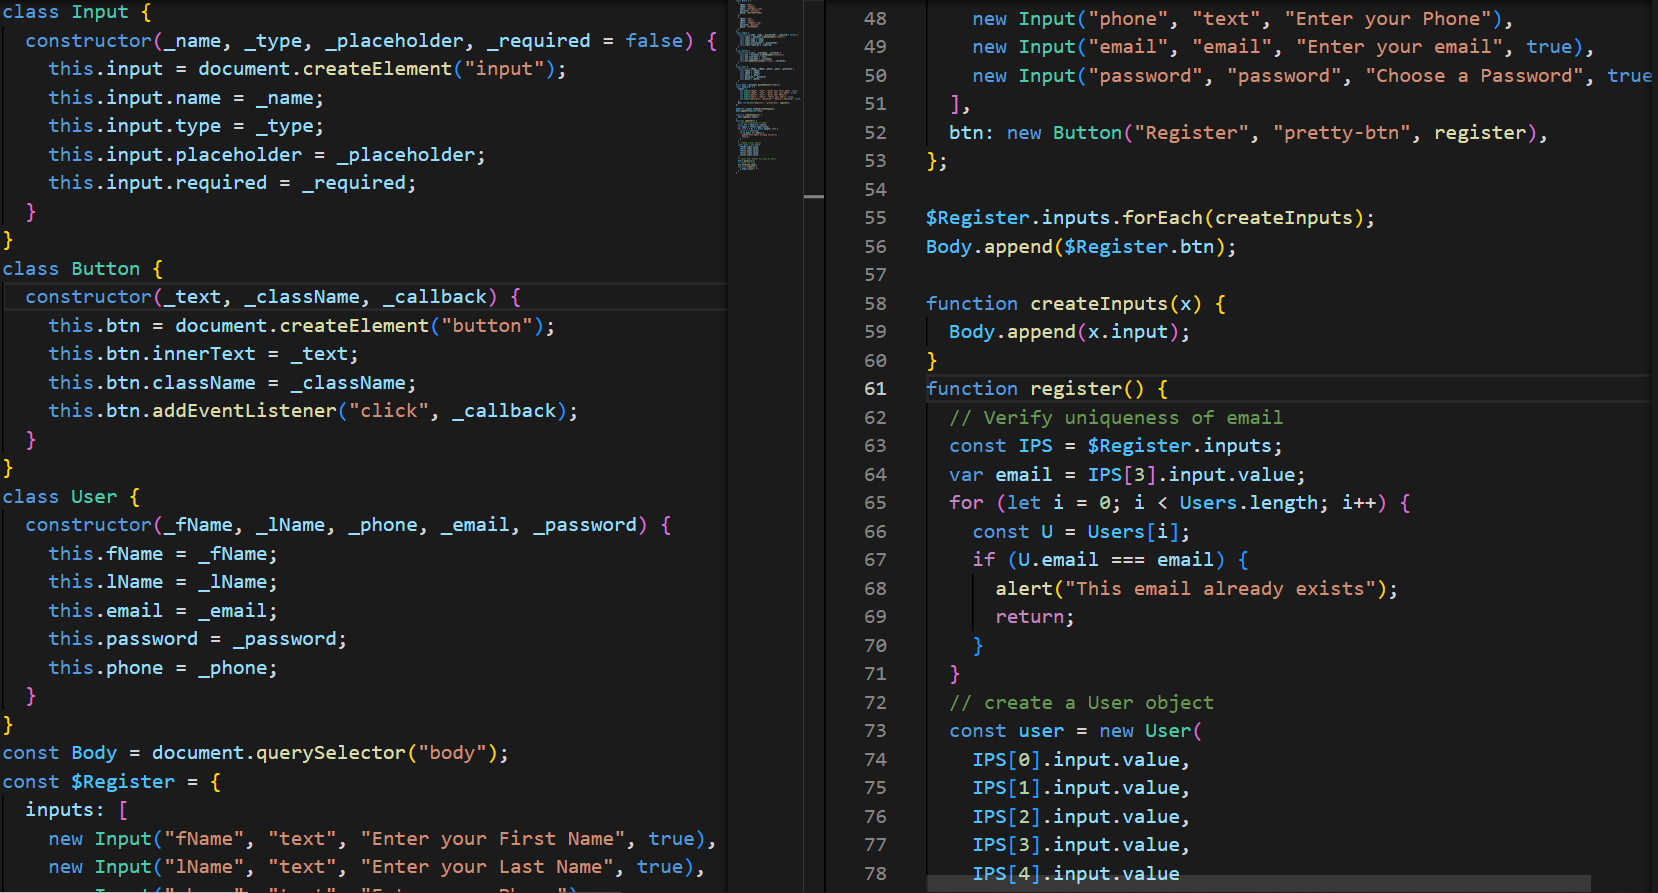 class Input {
constructor(_name, _type, _placeholder, _required = false) {
this.input = document.createElement("input");
this.input.name = _name;
this.input.type = _type;
this.input.placeholder = _placeholder;
this.input.required = _required;
}
}
class Button {
constructor(_text, _className, _callback) {
this.btn = document.createElement("button");
this.btn.innerText = _text;
this.btn.className = _className;
this.btn.addEventListener("click", _callback);
}
}
class User {
constructor(_fName, _lName, _phone, _email, _password) {
this.fName = _fName;
this.lName = _lName;
this.email = _email;
this.password = _password;
this.phone = _phone;
}
}
const Body = document.querySelector("body");
const $Register = {
inputs: [
new Input("fName", "text", "Enter your First Name", true),
new Input("lName", "text", "Enter your Last Name", true),
48 new Input("phone", "text", "Enter your Phone"),
49 new Input("email", "email", "Enter your email", true),
50 new Input("password", "password", "Choose a Password", true
51 ],
52 btn: new Button("Register", "pretty-btn", register),
53 };
54
55 $Register.inputs.forEach(createInputs);
56 Body.append($Register.btn);
57
58 function createInputs(x) {
59 Body.append(x.input);
60 }
61 function register() {
62 // Verify uniqueness of email
63 const IPS = $Register.inputs;
64 var email = IPS[3].input.value;
65 for (let i = 0; i < Users.length; i++) {
66 const U = Users[i];
67 if (U.email === email) {
68 alert("This email already exists");
69 return;
70 }
71 }
72 // create a User object
73 const user = new User(
74 IPS[0].input.value,
75 IPS[1].input.value,
76 IPS[2].input.value,
77 IPS[3].input.value,
78 IPS[4].input.value